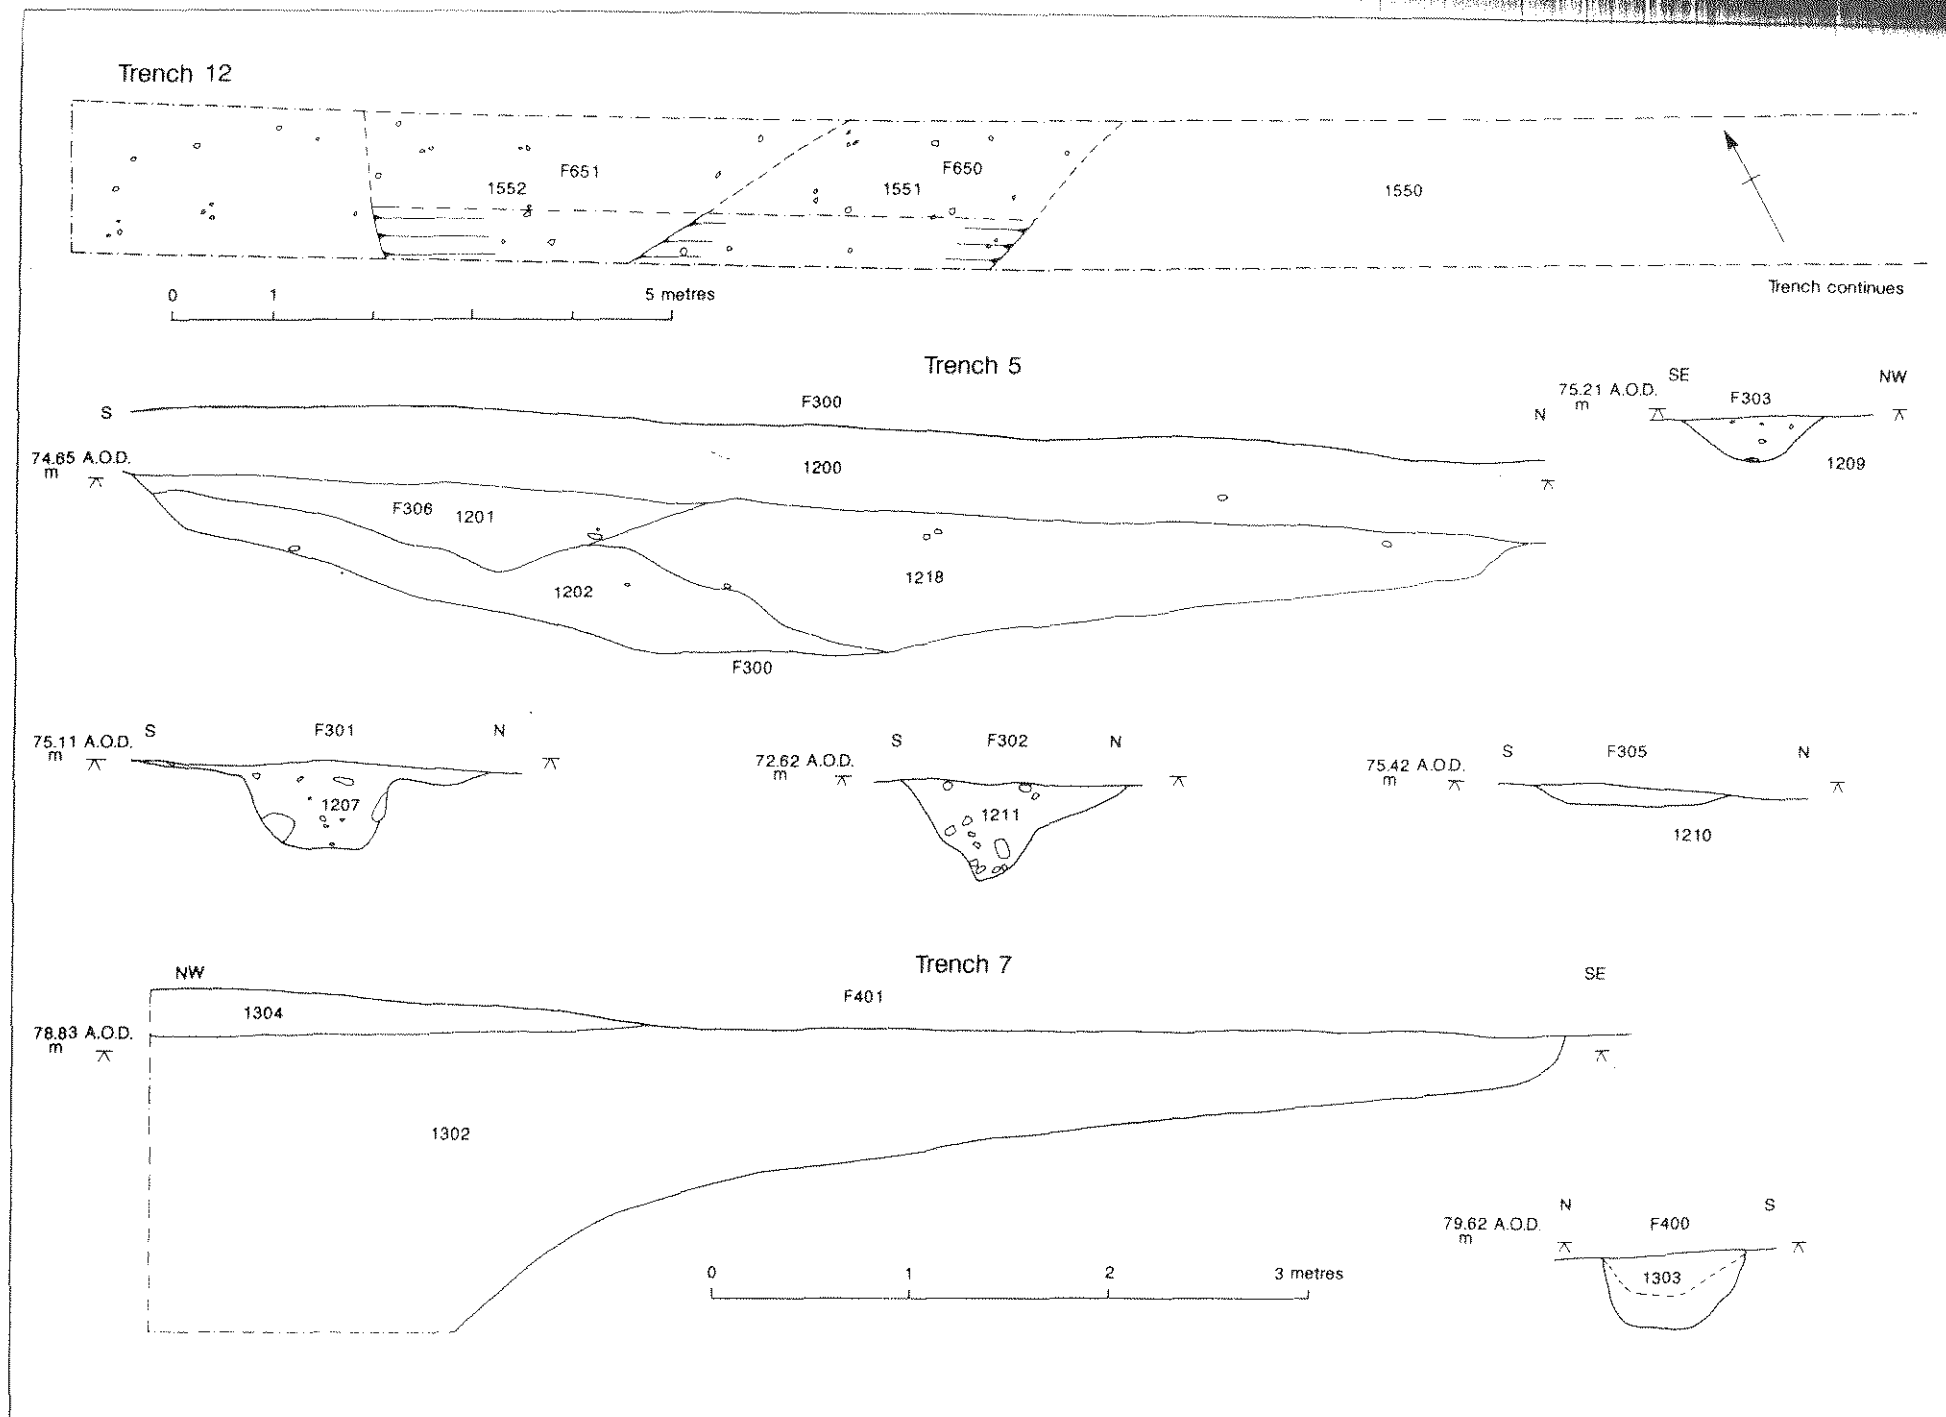 Trench 12
F651
1552
F650
1551
1550
0 1 5 metres
Trench continues
Trench 5
S F300 N
74.65 A.O.D.
m
1200
F306 1201
1202
1218
F300
75.21 A.O.D.
m
SE F303 NW
1209
75.11 A.O.D.
m
S F301 N
1207
72.62 A.O.D.
m
S F302 N
1211
75.42 A.O.D.
m
S F305 N
1210
Trench 7
NW F401 SE
1304
78.83 A.O.D.
m
1302
0 1 2 3 metres
79.62 A.O.D.
m
N F400 S
1303